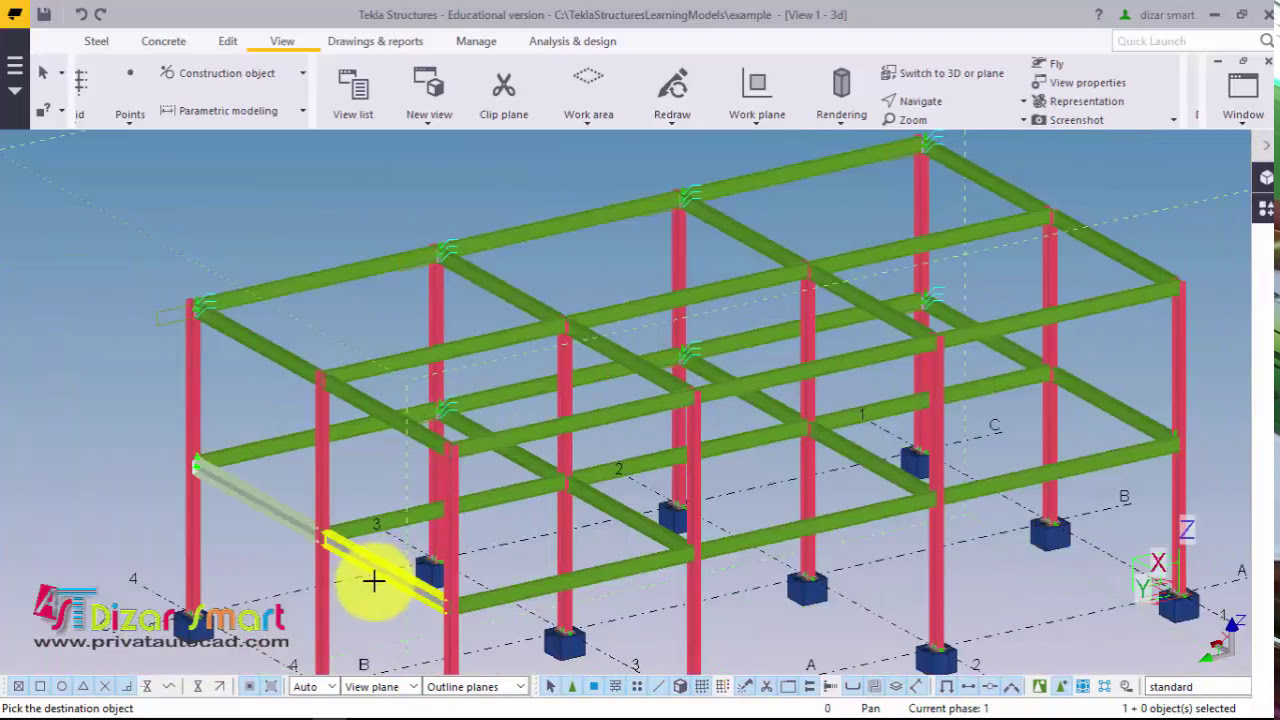 Tekla Structures - Educational version - C:\TeklaStructuresLearningModels\example - [View 1 - 3d]
? dizar smart
Steel Concrete Edit View Drawings & reports Manage Analysis & design
Quick Launch
id
Points
Construction object
Parametric modeling
View list
New view
Clip plane
Work area
Redraw
Work plane
Rendering
Switch to 3D or plane
Navigate
Zoom
Fly
View properties
Representation
Screenshot
Window
1
C
2
B
3
Z
X
Y
A
4
1
Z
Dizar Smart
www.privatautocad.com
4
B
3
A
2
Auto
View plane
Outline planes
standard
Pick the destination object
0
Pan
Current phase: 1
1 + 0 object(s) selected